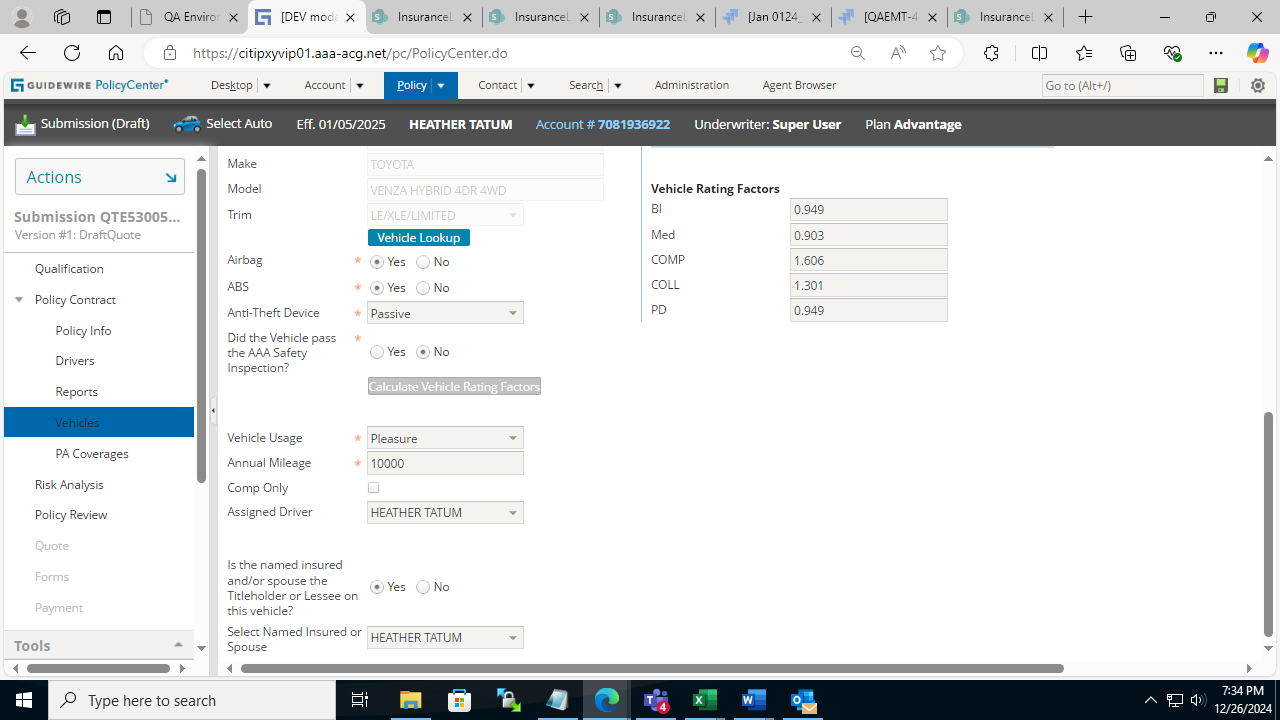 QA Environ
[DEV mode
InsuranceL
InsuranceL
InsuranceL
[Jan 0124_
[QAEMT-4
InsuranceL
https://citipxyvip01.aaa-acg.net/pc/PolicyCenter.do
GUIDEWIRE PolicyCenter
Desktop
Account
Policy
Contact
Search
Administration
Agent Browser
Go to (Alt+/)
Submission (Draft)
Select Auto
Eff. 01/05/2025
HEATHER TATUM
Account # 7081936922
Underwriter: Super User
Plan Advantage
Actions
Submission QTE53005...
Version #1: DraftQuote
Qualification
Policy Contract
Policy Info
Drivers
Reports
Vehicles
PA Coverages
Risk Analysis
Policy Review
Quote
Forms
Payment
Tools
Make
TOYOTA
Model
VENZA HYBRID 4DR 4WD
Trim
LE/XLE/LIMITED
Vehicle Lookup
Airbag * Yes No
ABS * Yes No
Anti-Theft Device * Passive
Did the Vehicle pass *
the AAA Safety
Inspection?
Yes No
Calculate Vehicle Rating Factors
Vehicle Usage * Pleasure
Annual Mileage * 10000
Comp Only
Assigned Driver HEATHER TATUM
Is the named insured
and/or spouse the
Titleholder or Lessee on
this vehicle?
Yes No
Select Named Insured or
Spouse
HEATHER TATUM
Vehicle Rating Factors
BI 0.949
Med 0.903
COMP 1.606
COLL 1.301
PD 0.949
Type here to search
4
7:34 PM
12/26/2024